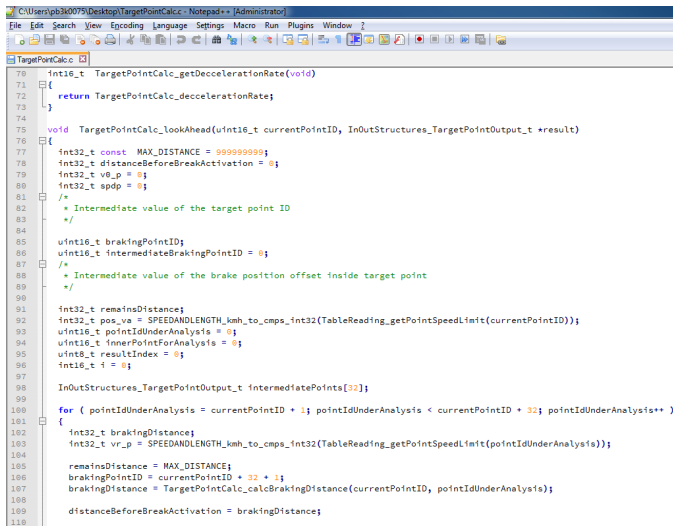 C:\Users\pb3k0075\Desktop\TargetPointCalc.c - Notepad++ [Administrator]
File Edit Search View Encoding Language Settings Macro Run Plugins Window ?
TargetPointCalc.c
70 int16_t TargetPointCalc_getDeccelerationRate(void)
71 {
72 return TargetPointCalc_deccelerationRate;
73 }
74
75 void TargetPointCalc_lookAhead(uint16_t currentPointID, InOutStructures_TargetPointOutput_t *result)
76 {
77 int32_t const MAX_DISTANCE = 999999999;
78 int32_t distanceBeforeBreakActivation = 0;
79 int32_t v0_p = 0;
80 int32_t spdp = 0;
81 /*
82 * Intermediate value of the target point ID
83 */
84
85 uint16_t brakingPointID;
86 uint16_t intermediateBrakingPointID = 0;
87 /*
88 * Intermediate value of the brake position offset inside target point
89 */
90
91 int32_t remainsDistance;
92 int32_t pos_va = SPEEDANDLENGTH_kmh_to_cmps_int32(TableReading_getPointSpeedLimit(currentPointID));
93 uint16_t pointIdUnderAnalysis = 0;
94 uint16_t innerPointForAnalysis = 0;
95 uint8_t resultIndex = 0;
96 int16_t i = 0;
97
98 InOutStructures_TargetPointOutput_t intermediatePoints[32];
99
100 for ( pointIdUnderAnalysis = currentPointID + 1; pointIdUnderAnalysis < currentPointID + 32; pointIdUnderAnalysis++ )
101 {
102 int32_t brakingDistance;
103 int32_t vr_p = SPEEDANDLENGTH_kmh_to_cmps_int32(TableReading_getPointSpeedLimit(pointIdUnderAnalysis));
104
105 remainsDistance = MAX_DISTANCE;
106 brakingPointID = currentPointID + 32 + 1;
107 brakingDistance = TargetPointCalc_calcBrakingDistance(currentPointID, pointIdUnderAnalysis);
108
109 distanceBeforeBreakActivation = brakingDistance;
110